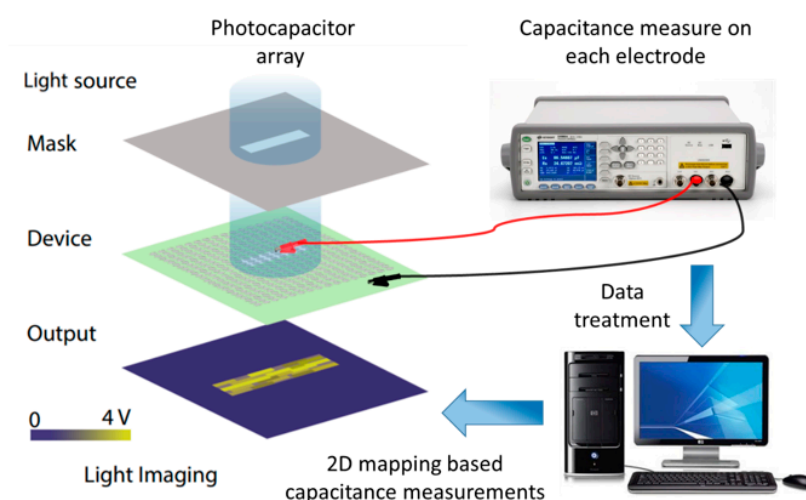 Photocapacitor
array
Capacitance measure on
each electrode
Light source
Mask
Device
Output
Data
treatment
0 4 V
Light Imaging
2D mapping based
capacitance measurements